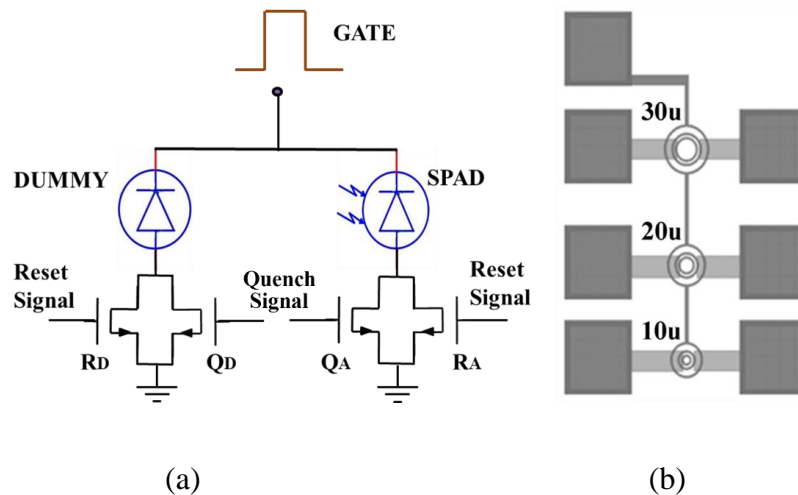 GATE
DUMMY
SPAD
Reset
Signal
Quench
Signal
Reset
Signal
RD
QD
QA
RA
(a)
30u
20u
10u
(b)